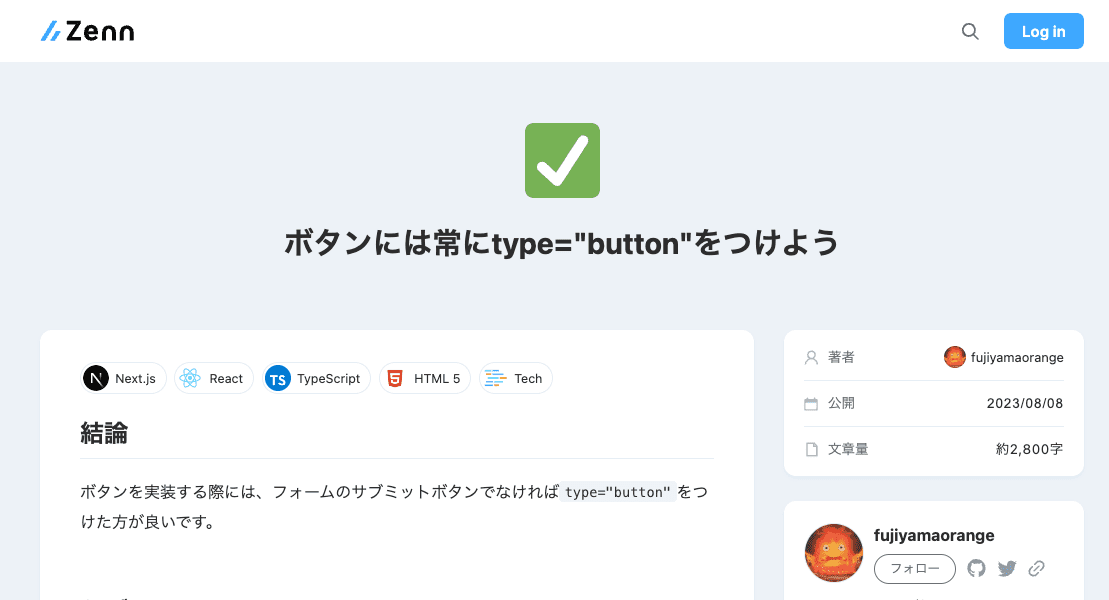 Zenn
Log in
ボタンには常にtype="button"をつけよう
Next.js
React
TS
TypeScript
HTML 5
Tech
結論
ボタンを実装する際には、フォームのサブミットボタンでなければ type="button" をつ
けた方が良いです。
著者
fujiyamaorange
公開
2023/08/08
文章量
約2,800字
fujiyamaorange
フォロー